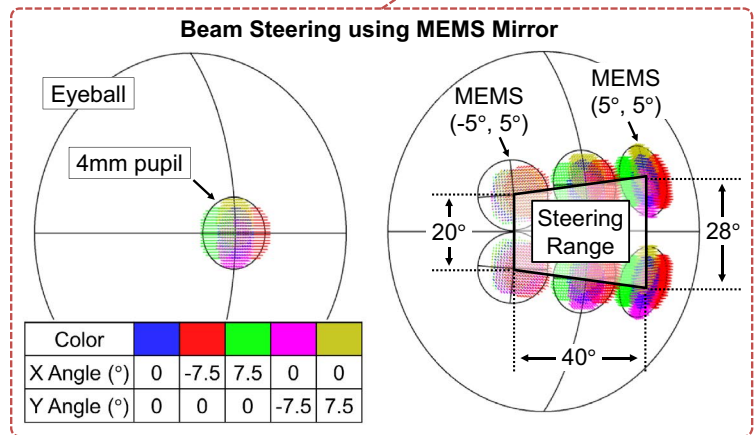 Beam Steering using MEMS Mirror
Eyeball
4mm pupil
Color
X Angle (°) 0 -7.5 7.5 0 0
Y Angle (°) 0 0 0 -7.5 7.5
MEMS
(-5°, 5°)
MEMS
(5°, 5°)
20°
Steering
Range
28°
40°